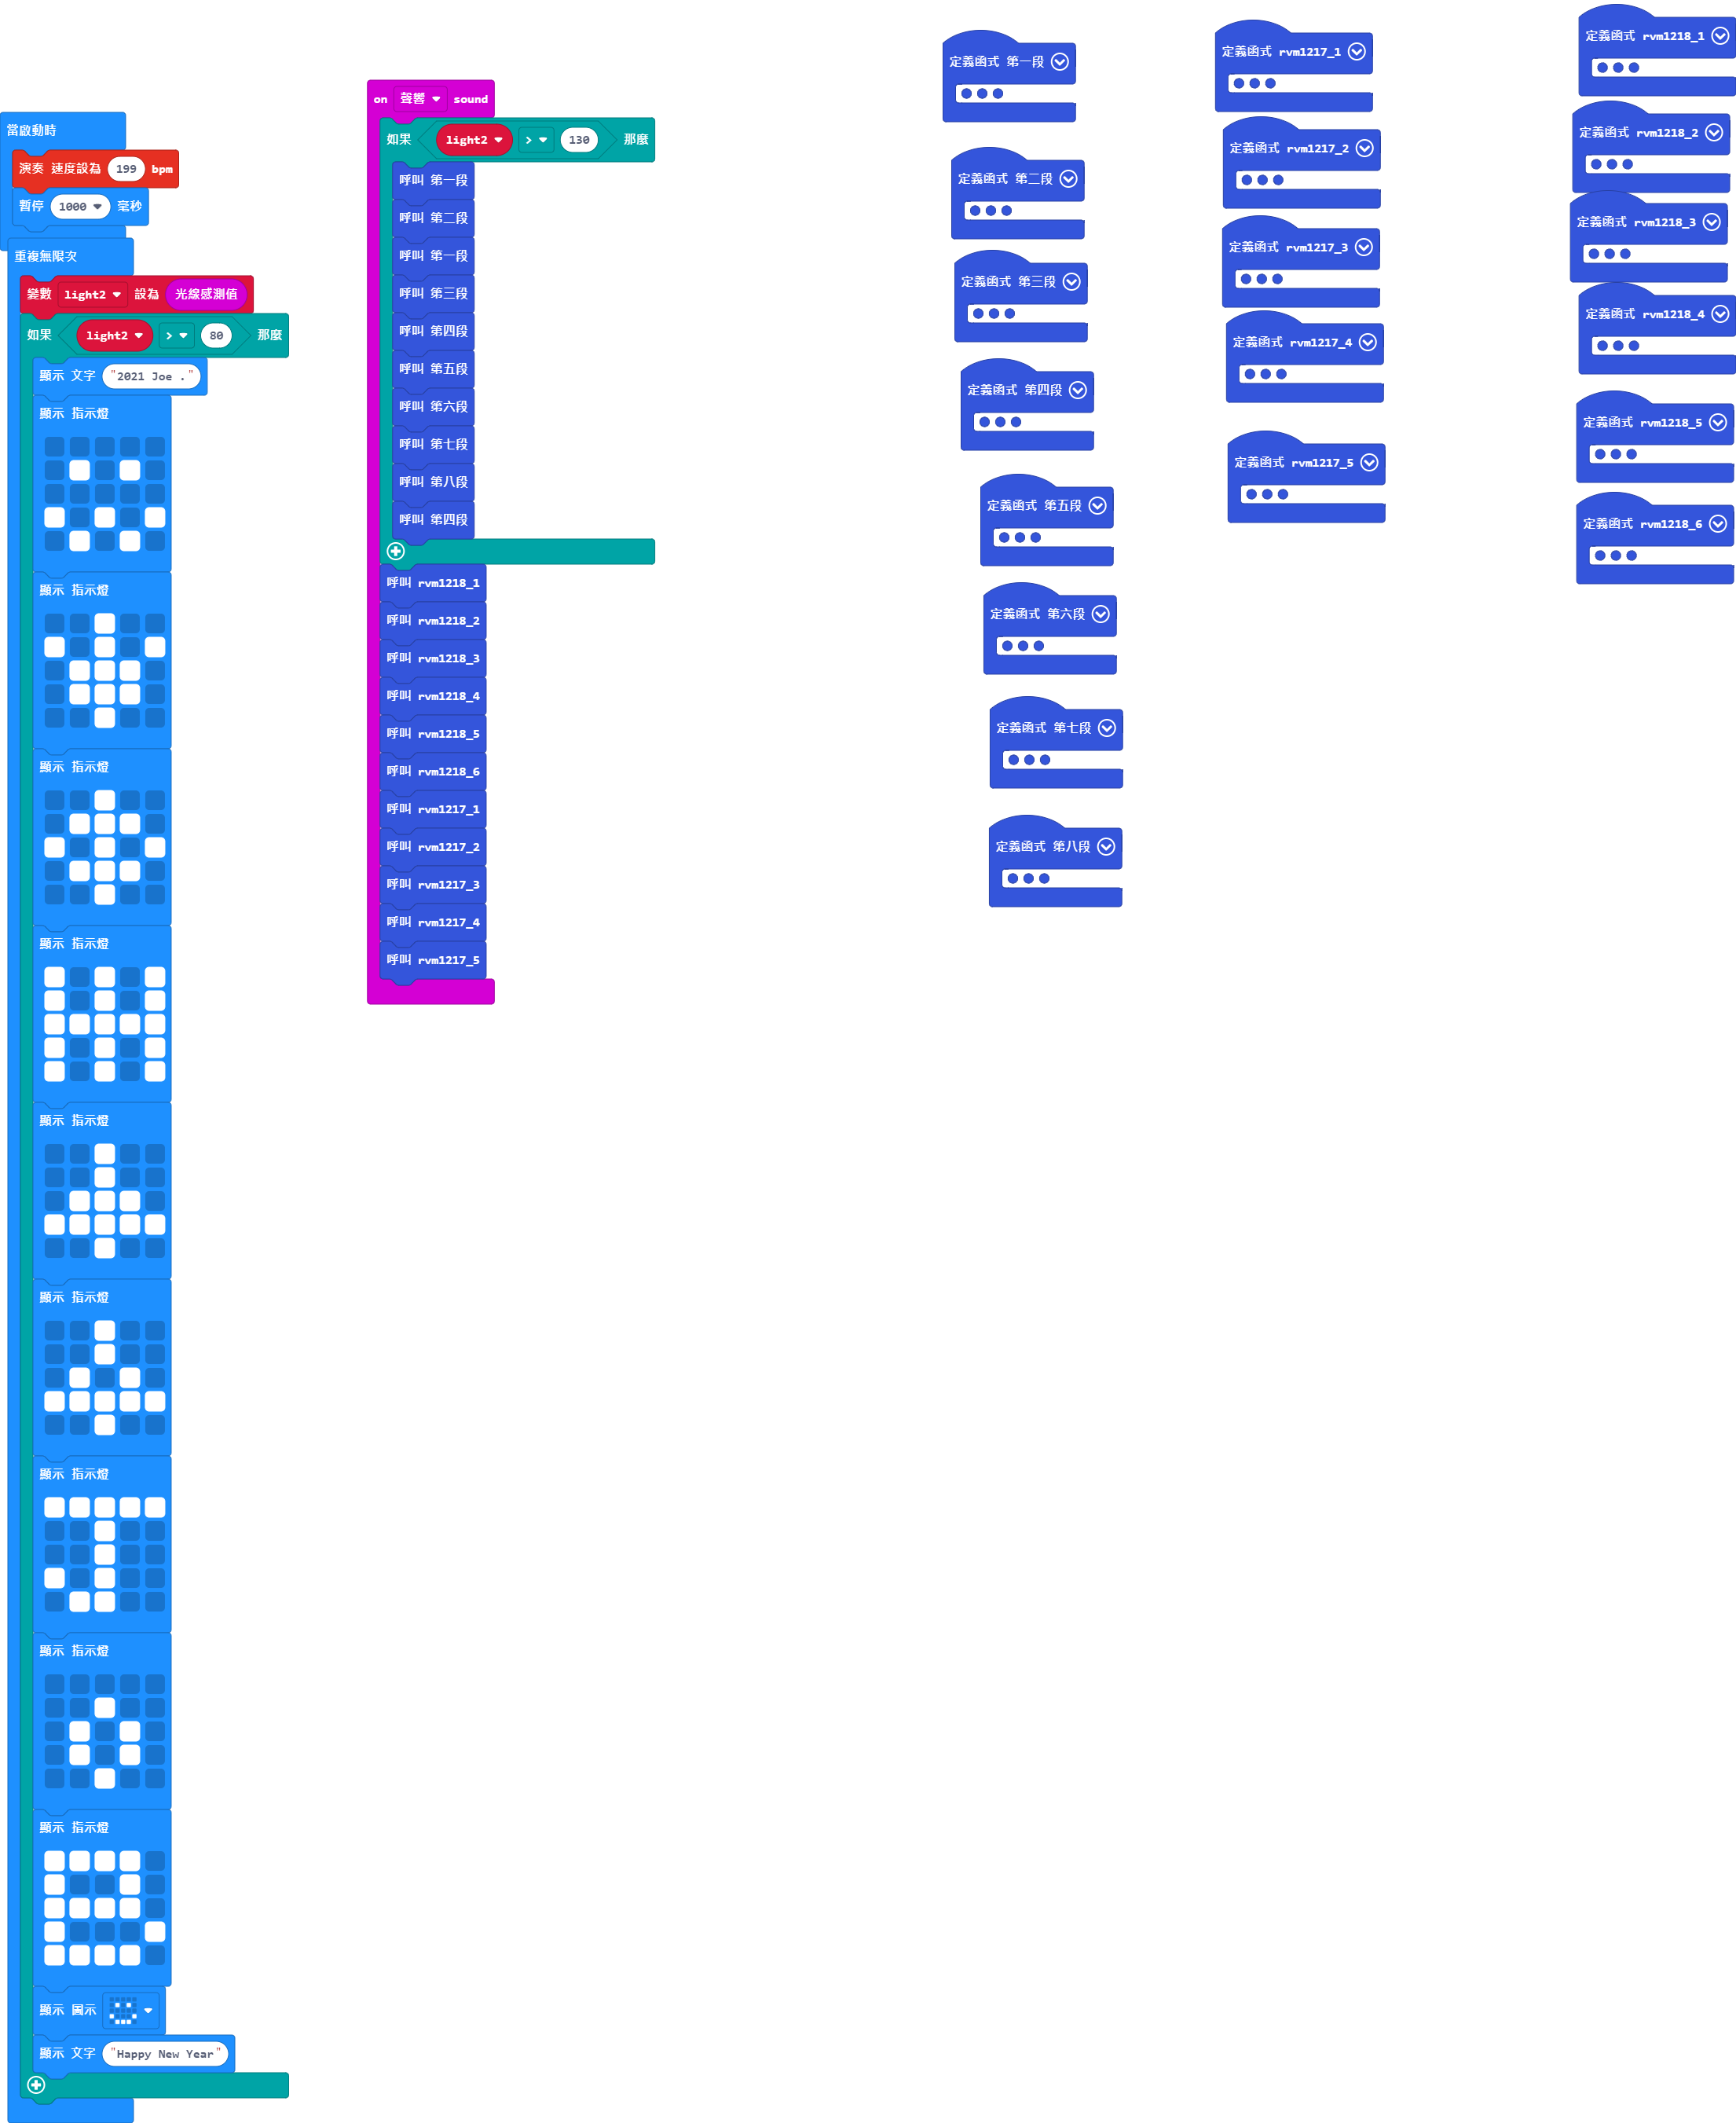 當啟動時
演奏 速度設為 199 bpm
暫停 1000 毫秒
重複無限次
變數 light2 設為 光線感測值
如果 light2 > 80 那麼
顯示 文字 "2021 Joe ."
顯示 指示燈
顯示 指示燈
顯示 指示燈
顯示 指示燈
顯示 指示燈
顯示 指示燈
顯示 指示燈
顯示 指示燈
顯示 指示燈
顯示 圖示
顯示 文字 "Happy New Year"
on 聲響 sound
如果 light2 > 130 那麼
呼叫 第一段
呼叫 第二段
呼叫 第一段
呼叫 第三段
呼叫 第四段
呼叫 第五段
呼叫 第六段
呼叫 第七段
呼叫 第八段
呼叫 第四段
呼叫 rvm1218_1
呼叫 rvm1218_2
呼叫 rvm1218_3
呼叫 rvm1218_4
呼叫 rvm1218_5
呼叫 rvm1218_6
呼叫 rvm1217_1
呼叫 rvm1217_2
呼叫 rvm1217_3
呼叫 rvm1217_4
呼叫 rvm1217_5
定義函式 第一段
定義函式 第二段
定義函式 第三段
定義函式 第四段
定義函式 第五段
定義函式 第六段
定義函式 第七段
定義函式 第八段
定義函式 rvm1217_1
定義函式 rvm1217_2
定義函式 rvm1217_3
定義函式 rvm1217_4
定義函式 rvm1217_5
定義函式 rvm1218_1
定義函式 rvm1218_2
定義函式 rvm1218_3
定義函式 rvm1218_4
定義函式 rvm1218_5
定義函式 rvm1218_6